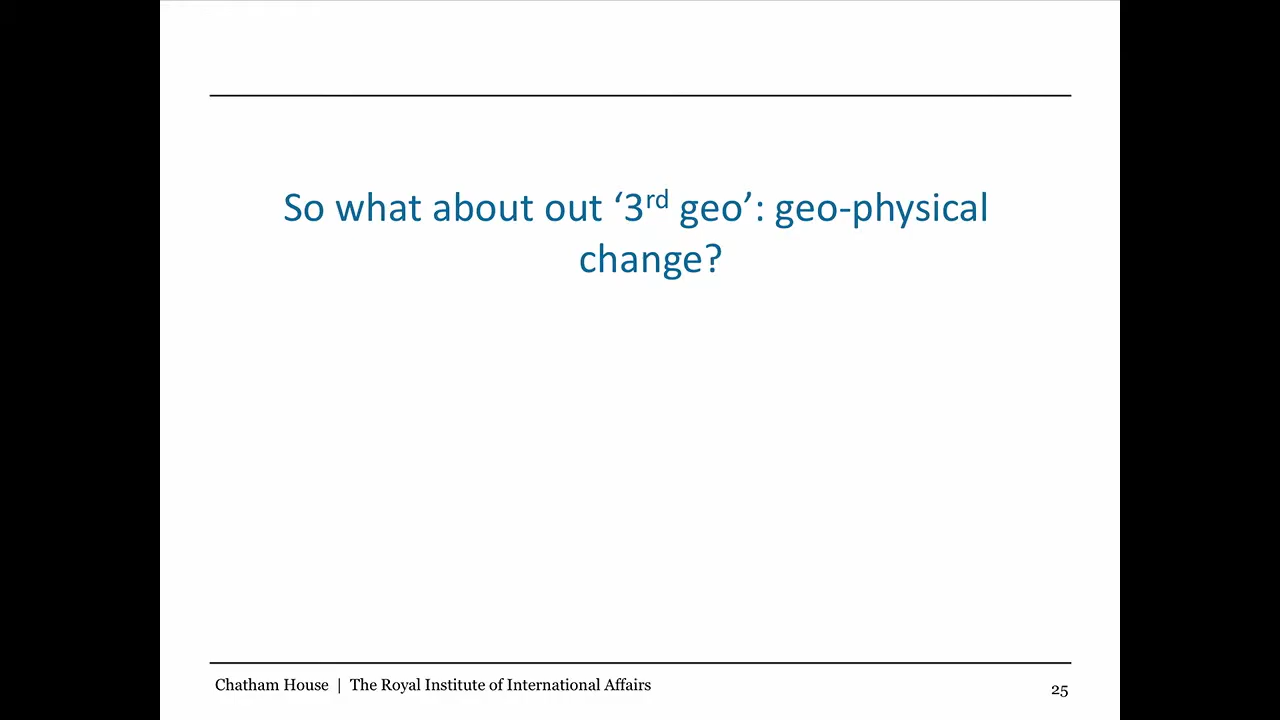 So what about out ‘3rd geo’: geo-physical
change?
Chatham House | The Royal Institute of International Affairs
25